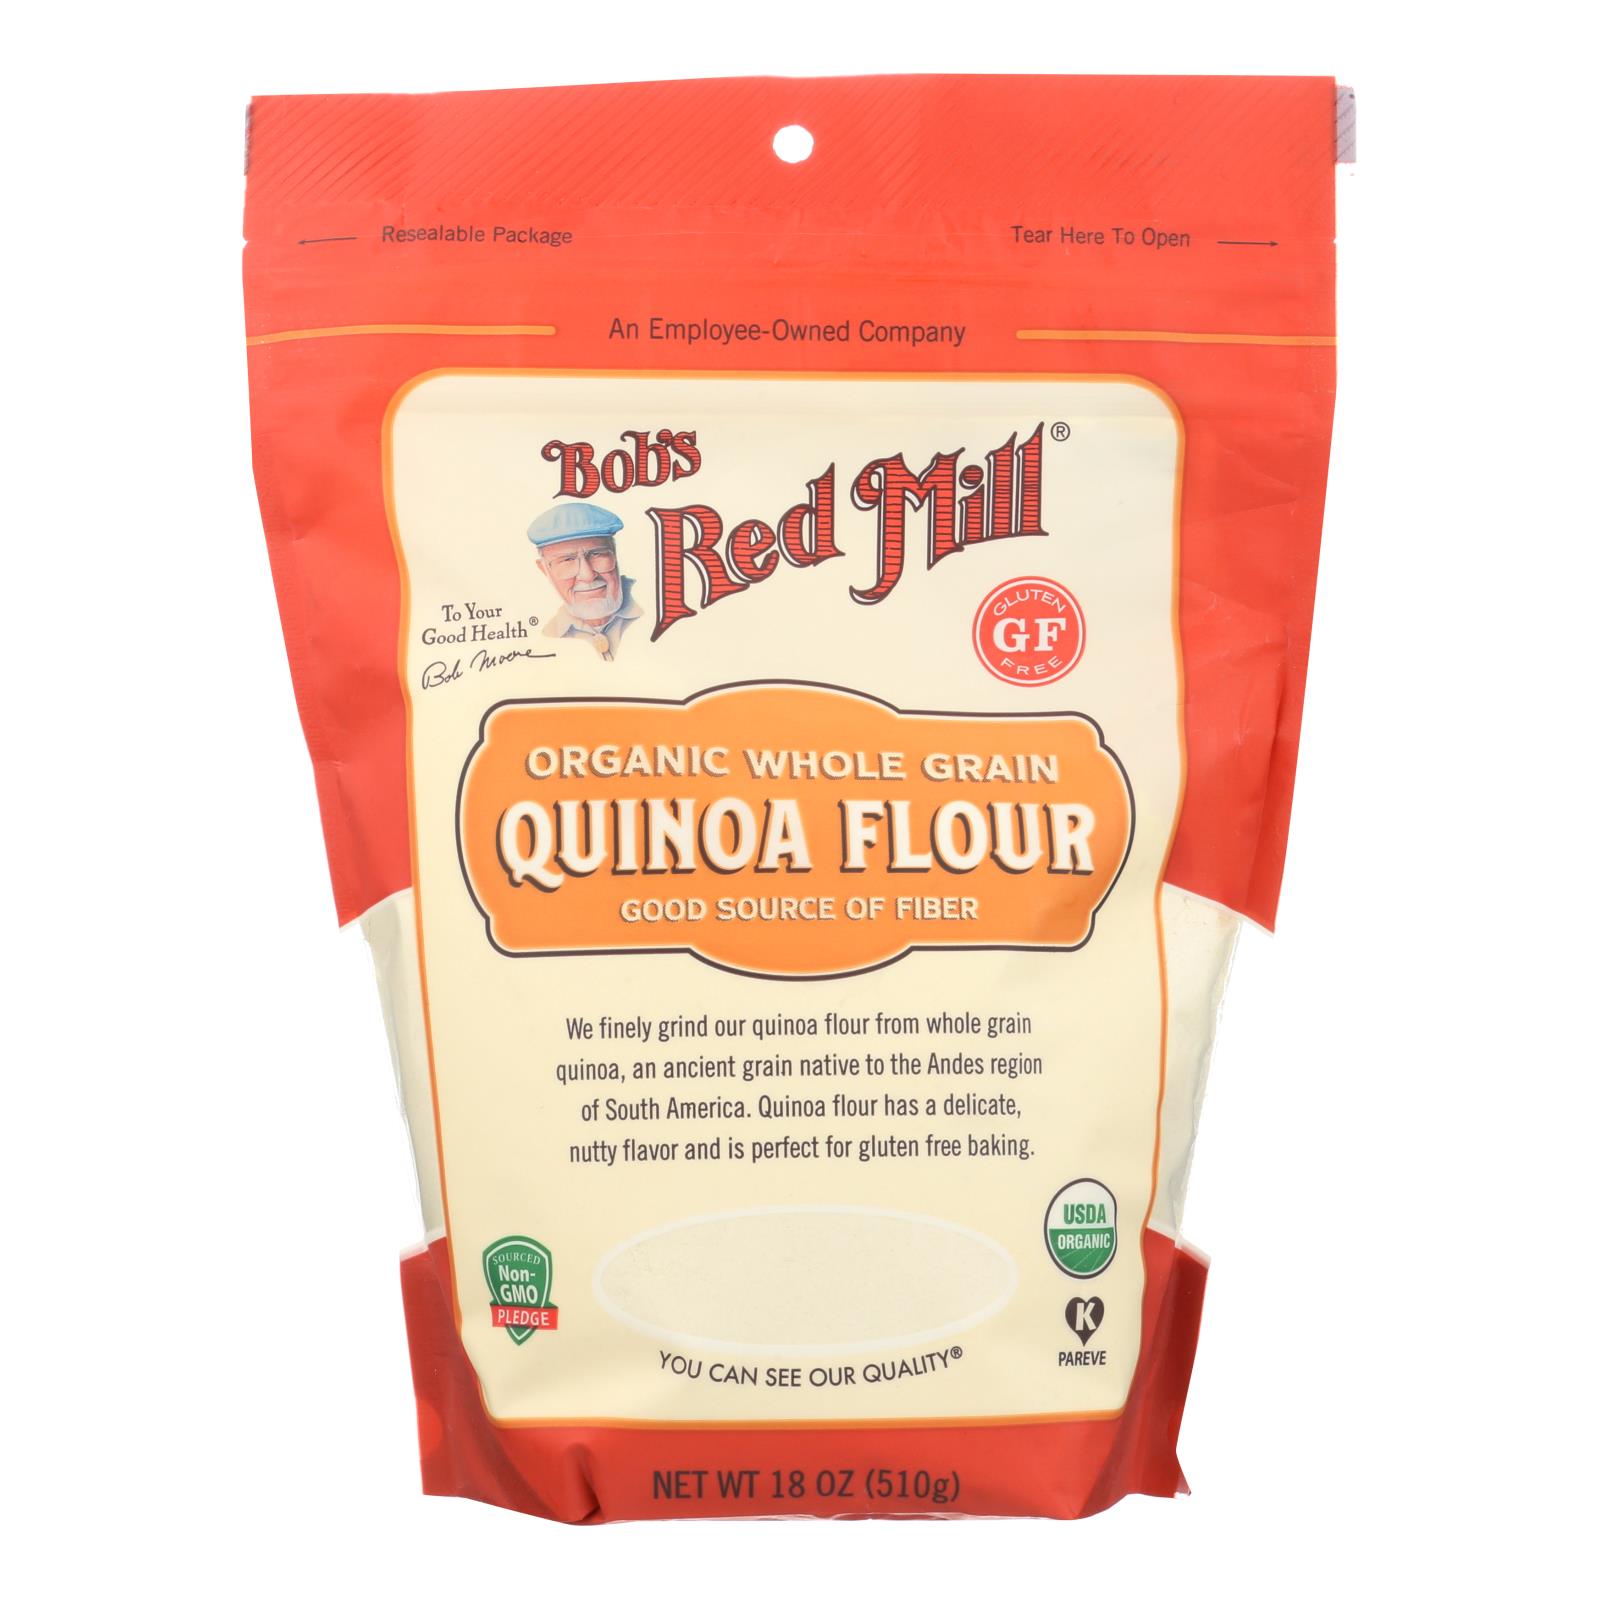 Resealable Package
Tear Here To Open
An Employee-Owned Company
Bob's
Red Mill®
To Your
Good Health®
Bob Moore
GLUTEN
GF
FREE
ORGANIC WHOLE GRAIN
QUINOA FLOUR
GOOD SOURCE OF FIBER
We finely grind our quinoa flour from whole grain
quinoa, an ancient grain native to the Andes region
of South America. Quinoa flour has a delicate,
nutty flavor and is perfect for gluten free baking.
USDA
ORGANIC
SOURCED
Non-
GMO
PLEDGE
K
PAREVE
YOU CAN SEE OUR QUALITY®
NET WT 18 OZ (510g)